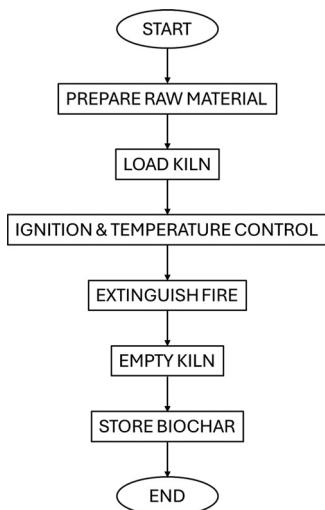 START
PREPARE RAW MATERIAL
LOAD KILN
IGNITION & TEMPERATURE CONTROL
EXTINGUISH FIRE
EMPTY KILN
STORE BIOCHAR
END